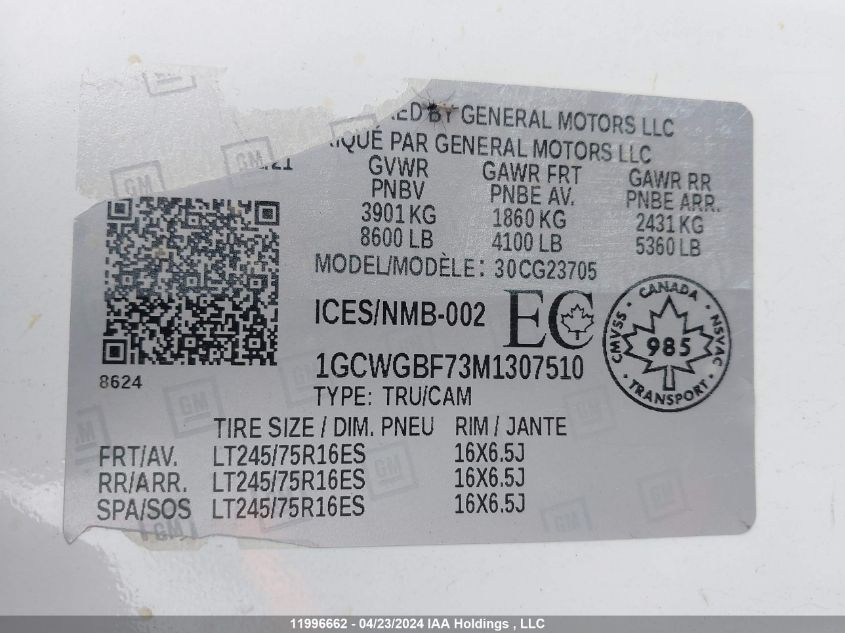 BY GENERAL MOTORS LLC
PAR GENERAL MOTORS LLC
GVWR GAWR FRT GAWR RR
PNBV PNBE AV. PNBE ARR.
3901 KG 1860 KG 2431 KG
8600 LB 4100 LB 5360 LB
MODEL/MODÈLE: 30CG23705
ICES/NMB-002 EC
CANADA
CMVSS 985 NSVAC
TRANSPORT
1GCWGBF73M1307510
8624
TYPE: TRU/CAM
TIRE SIZE / DIM. PNEU RIM / JANTE
FRT/AV. LT245/75R16ES 16X6.5J
RR/ARR. LT245/75R16ES 16X6.5J
SPA/SOS LT245/75R16ES 16X6.5J
GM
11996662 - 04/23/2024 IAA Holdings , LLC